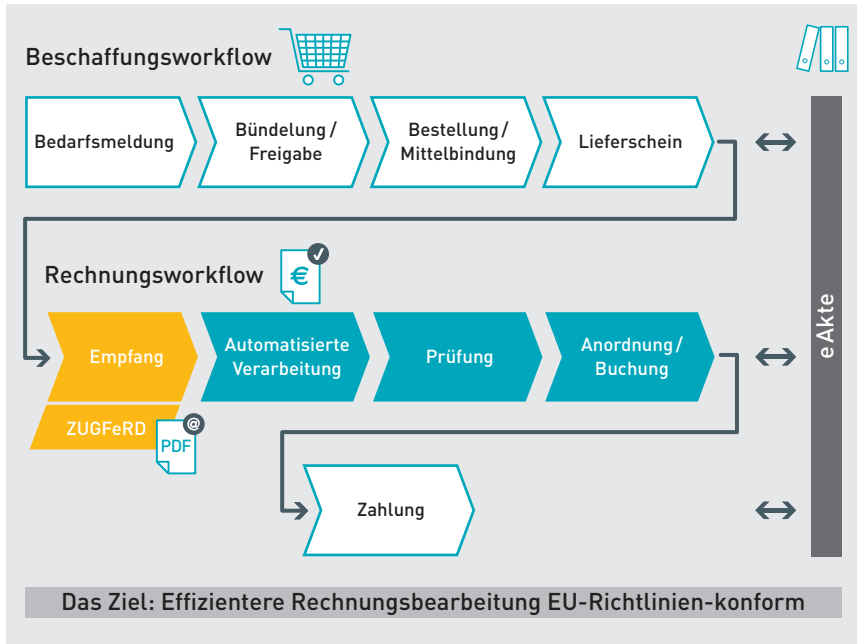 Beschaffungsworkflow
Bedarfsmeldung
Bündelung /
Freigabe
Bestellung /
Mittelbindung
Lieferschein
Rechnungsworkflow
€
Empfang
Automatisierte
Verarbeitung
Prüfung
Anordnung /
Buchung
ZUGFeRD
@
PDF
Zahlung
e Akte
Das Ziel: Effizientere Rechnungsbearbeitung EU-Richtlinien-konform